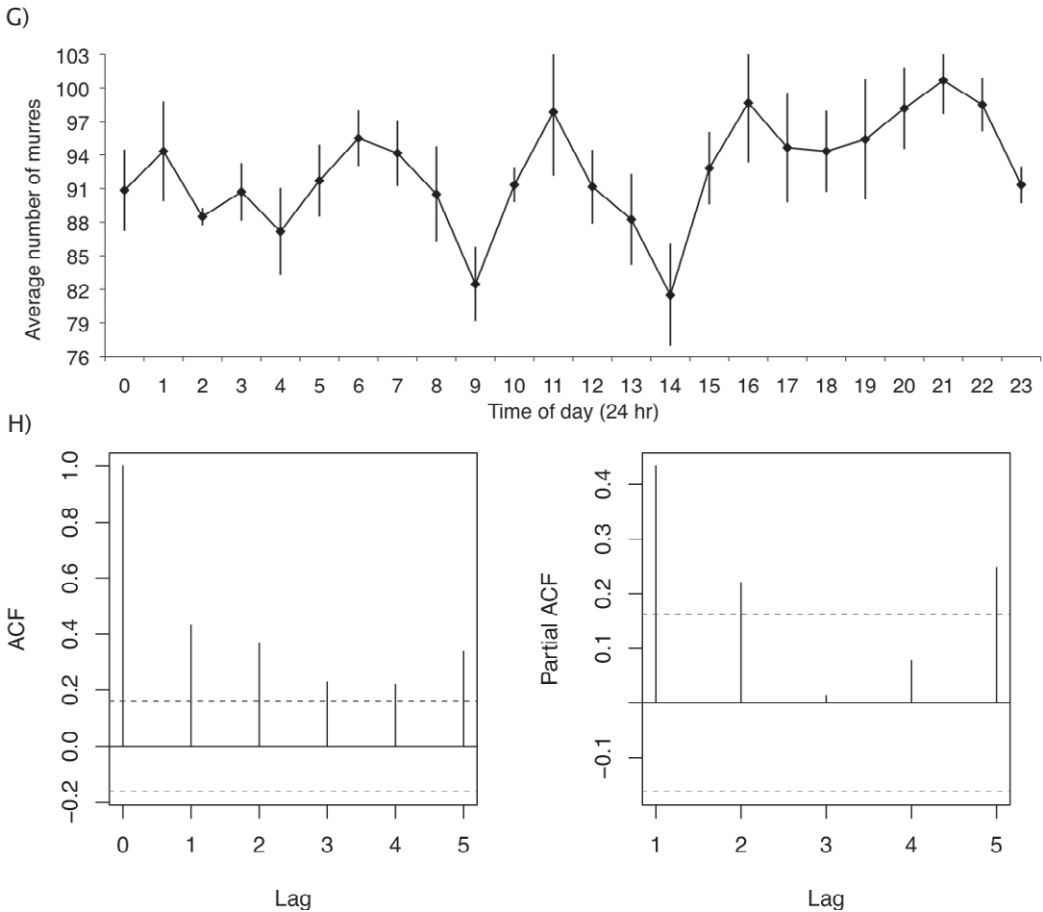 G)
Average number of murres
103
100
97
94
91
88
85
82
79
76
0 1 2 3 4 5 6 7 8 9 10 11 12 13 14 15 16 17 18 19 20 21 22 23
Time of day (24 hr)
H)
ACF
1.0
0.8
0.6
0.4
0.2
0.0
−0.2
0 1 2 3 4 5
Lag
Partial ACF
0.4
0.3
0.2
0.1
−0.1
1 2 3 4 5
Lag